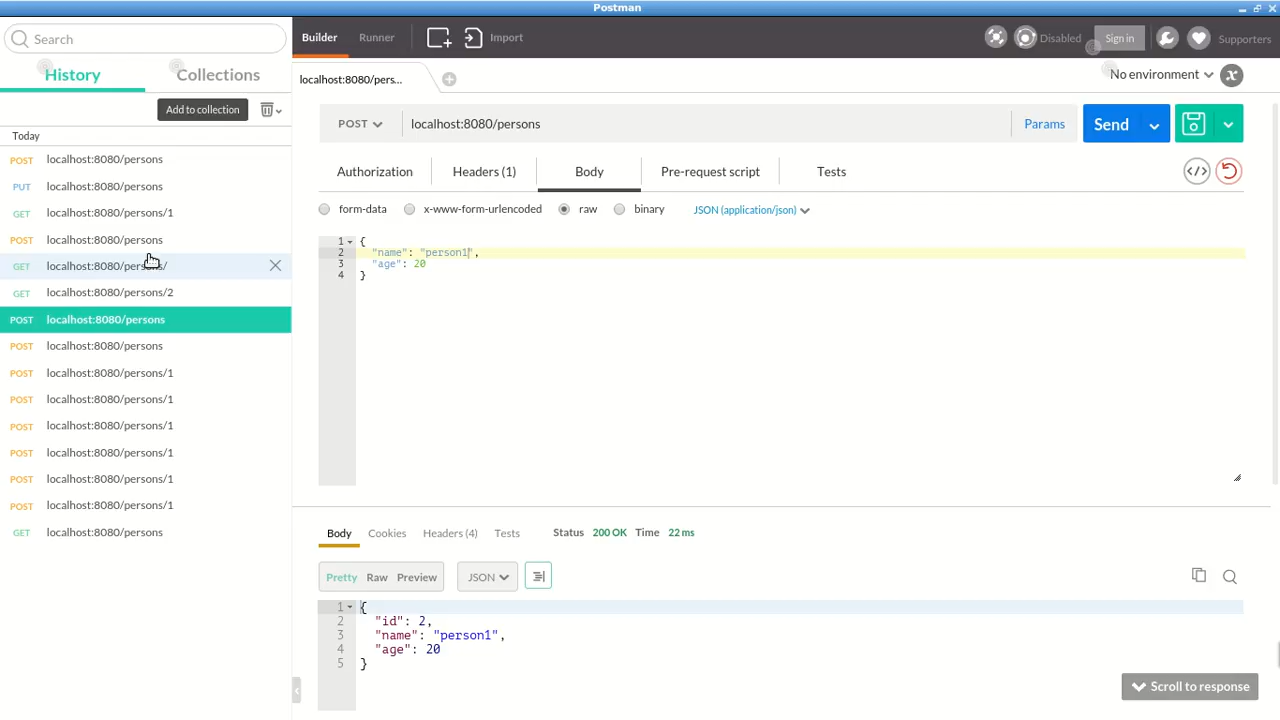 Postman
Search
Builder
Runner
Import
Disabled
Sign in
Supporters
History
Collections
localhost:8080/pers...
No environment
x
Add to collection
POST
localhost:8080/persons
Params
Send
Today
POST localhost:8080/persons
PUT localhost:8080/persons
GET localhost:8080/persons/1
POST localhost:8080/persons
GET localhost:8080/persons/
GET localhost:8080/persons/2
POST localhost:8080/persons
POST localhost:8080/persons
POST localhost:8080/persons/1
POST localhost:8080/persons/1
POST localhost:8080/persons/1
POST localhost:8080/persons/1
POST localhost:8080/persons/1
POST localhost:8080/persons/1
GET localhost:8080/persons
Authorization
Headers (1)
Body
Pre-request script
Tests
form-data
x-www-form-urlencoded
raw
binary
JSON (application/json)
1 {
2 "name": "person1",
3 "age": 20
4 }
Body
Cookies
Headers (4)
Tests
Status 200 OK Time 22 ms
Pretty Raw Preview
JSON
1 {
2 "id": 2,
3 "name": "person1",
4 "age": 20
5 }
Scroll to response